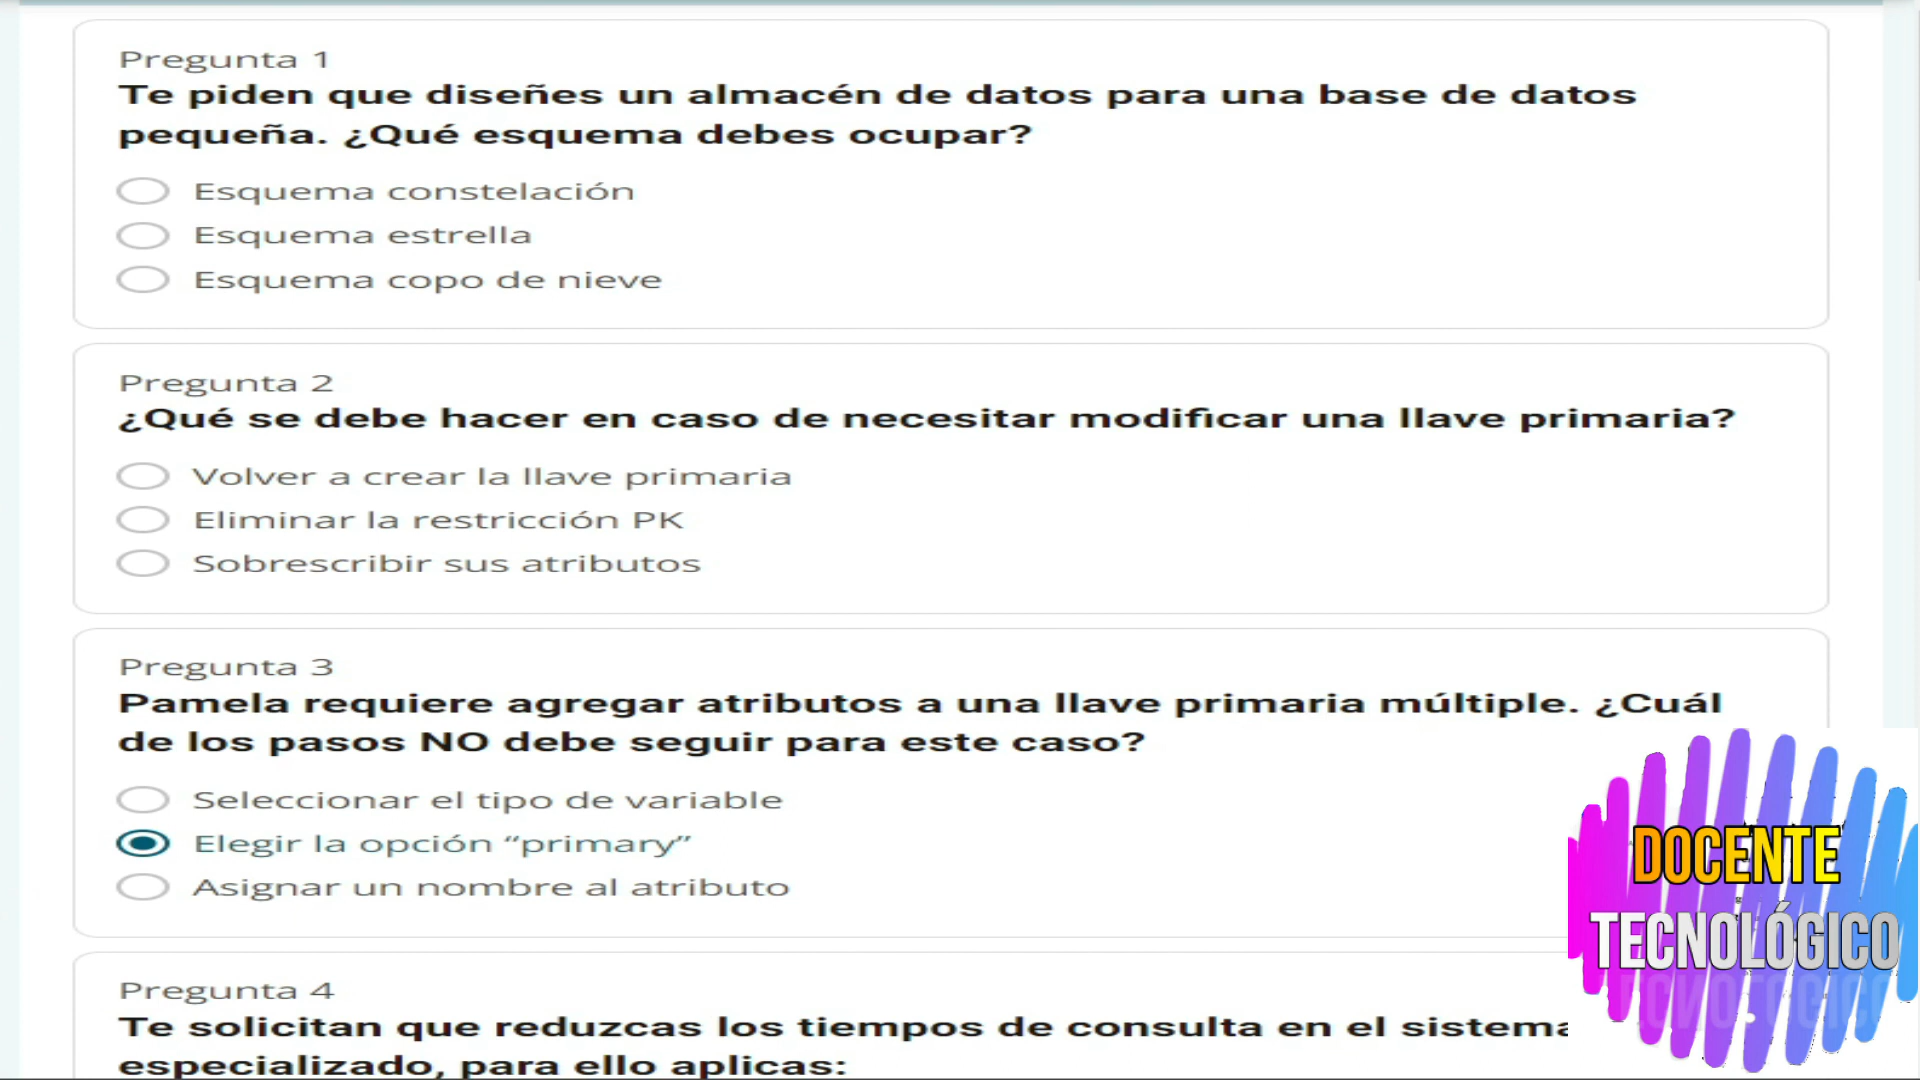 Pregunta 1
Te piden que diseñes un almacén de datos para una base de datos
pequeña. ¿Qué esquema debes ocupar?
Esquema constelación
Esquema estrella
Esquema copo de nieve
Pregunta 2
¿Qué se debe hacer en caso de necesitar modificar una llave primaria?
Volver a crear la llave primaria
Eliminar la restricción PK
Sobrescribir sus atributos
Pregunta 3
Pamela requiere agregar atributos a una llave primaria múltiple. ¿Cuál
de los pasos NO debe seguir para este caso?
Seleccionar el tipo de variable
Elegir la opción “primary”
Asignar un nombre al atributo
DOCENTE
TECNOLÓGICO
Pregunta 4
Te solicitan que reduzcas los tiempos de consulta en el sistema
especializado, para ello aplicas: